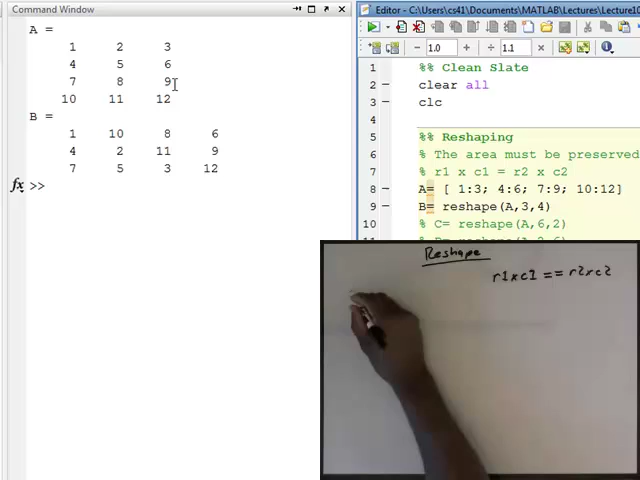 Command Window
A =
1 2 3
4 5 6
7 8 9
10 11 12
B =
1 10 8 6
4 2 11 9
7 5 3 12
fx >>
Editor - C:\Users\cs41\Documents\MATLAB\Lectures\Lecture10
- 1.0 + ÷ 1.1 ×
1 %% Clean Slate
2 - clear all
3 - clc
4
5 %% Reshaping
6 % The area must be preserved
7 % r1 x c1 = r2 x c2
8 - A= [ 1:3; 4:6; 7:9; 10:12]
9 - B= reshape(A,3,4)
10 % C= reshape(A,6,2)
11
Reshape
r1xc1 == r2xc2